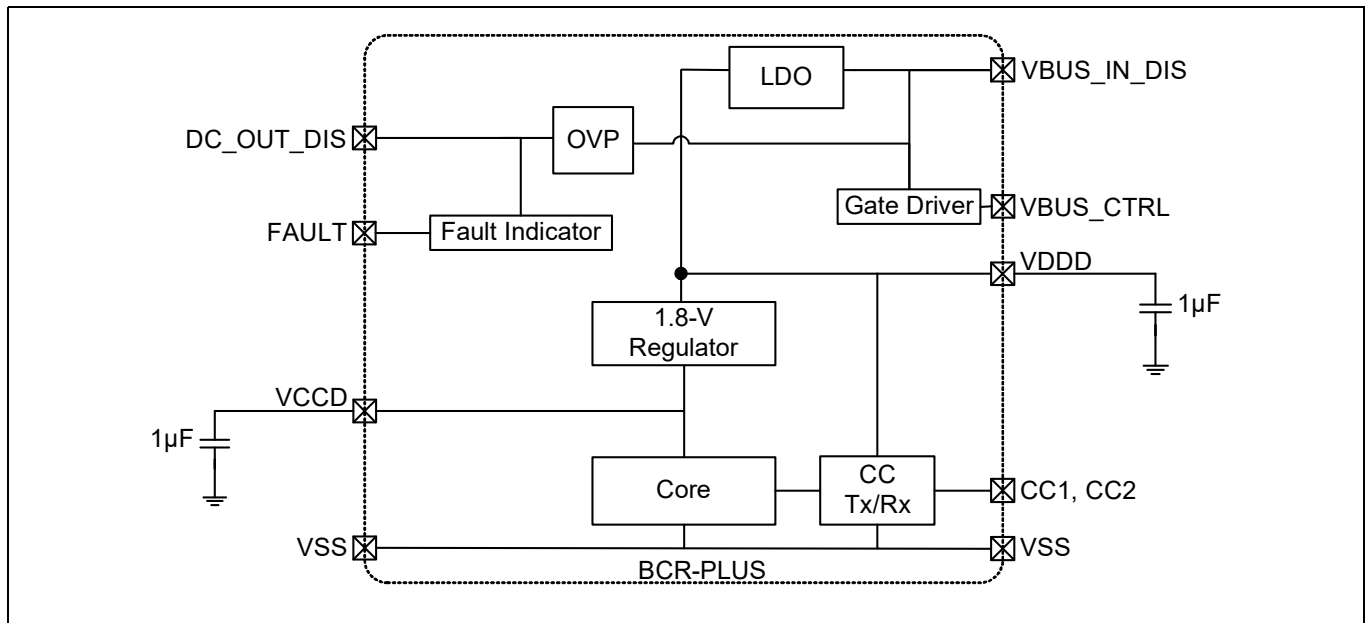 LDO
VBUS_IN_DIS
DC_OUT_DIS
OVP
Gate Driver
VBUS_CTRL
FAULT
Fault Indicator
VDDD
1µF
1.8-V
Regulator
VCCD
1µF
Core
CC
Tx/Rx
CC1, CC2
VSS
VSS
BCR-PLUS